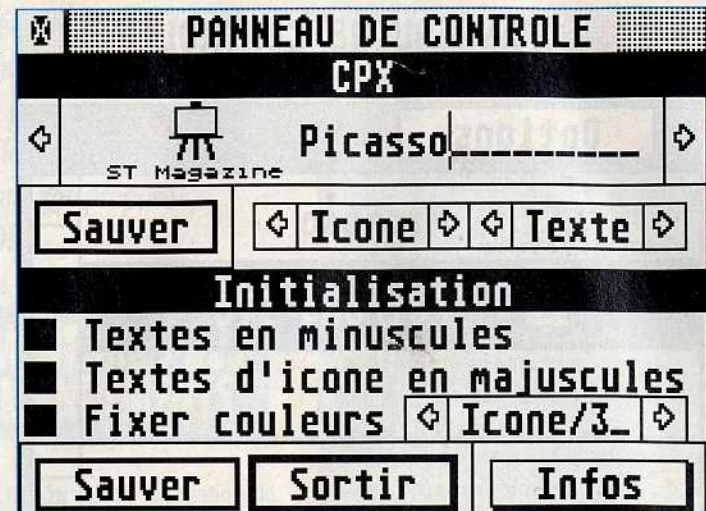 PANNEAU DE CONTROLE
CPX
Picasso_________
ST Magazine
Sauver Icone Texte
Initialisation
Textes en minuscules
Textes d'icone en majuscules
Fixer couleurs Icone/3_
Sauver Sortir Infos